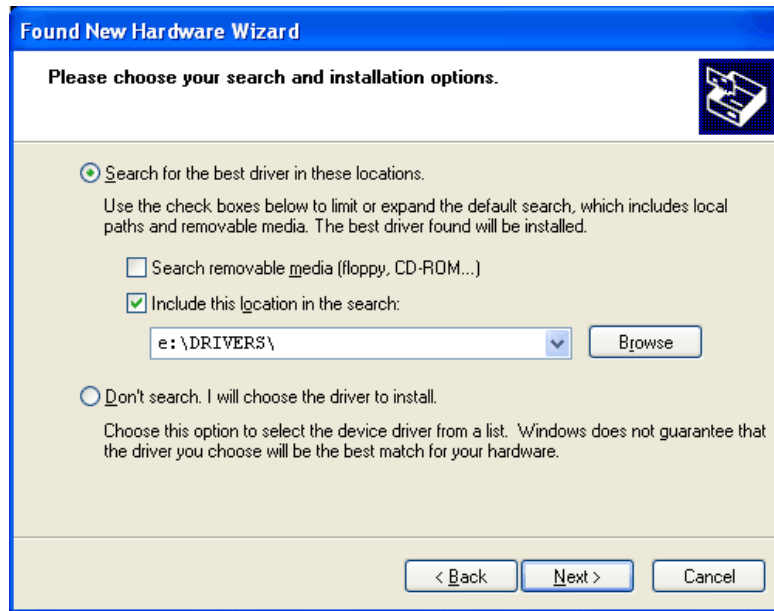 Found New Hardware Wizard
Please choose your search and installation options.
Search for the best driver in these locations.
Use the check boxes below to limit or expand the default search, which includes local
paths and removable media. The best driver found will be installed.
Search removable media (floppy, CD-ROM...)
Include this location in the search:
e:\DRIVERS\
Browse
Don't search. I will choose the driver to install.
Choose this option to select the device driver from a list. Windows does not guarantee that
the driver you choose will be the best match for your hardware.
< Back Next > Cancel